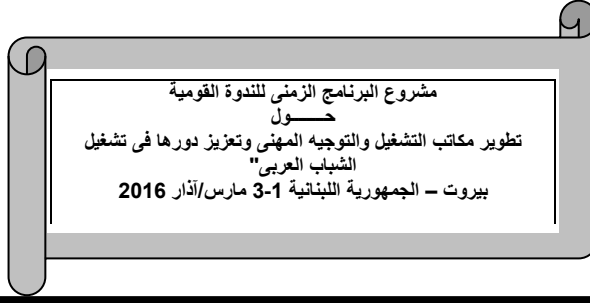 مشروع البرنامج الزمنى للندوة القومية
حـــــول
تطوير مكاتب التشغيل والتوجيه المهنى وتعزيز دورها فى تشغيل
الشباب العربى"
بيروت – الجمهورية اللبنانية 1-3 مارس/آذار 2016